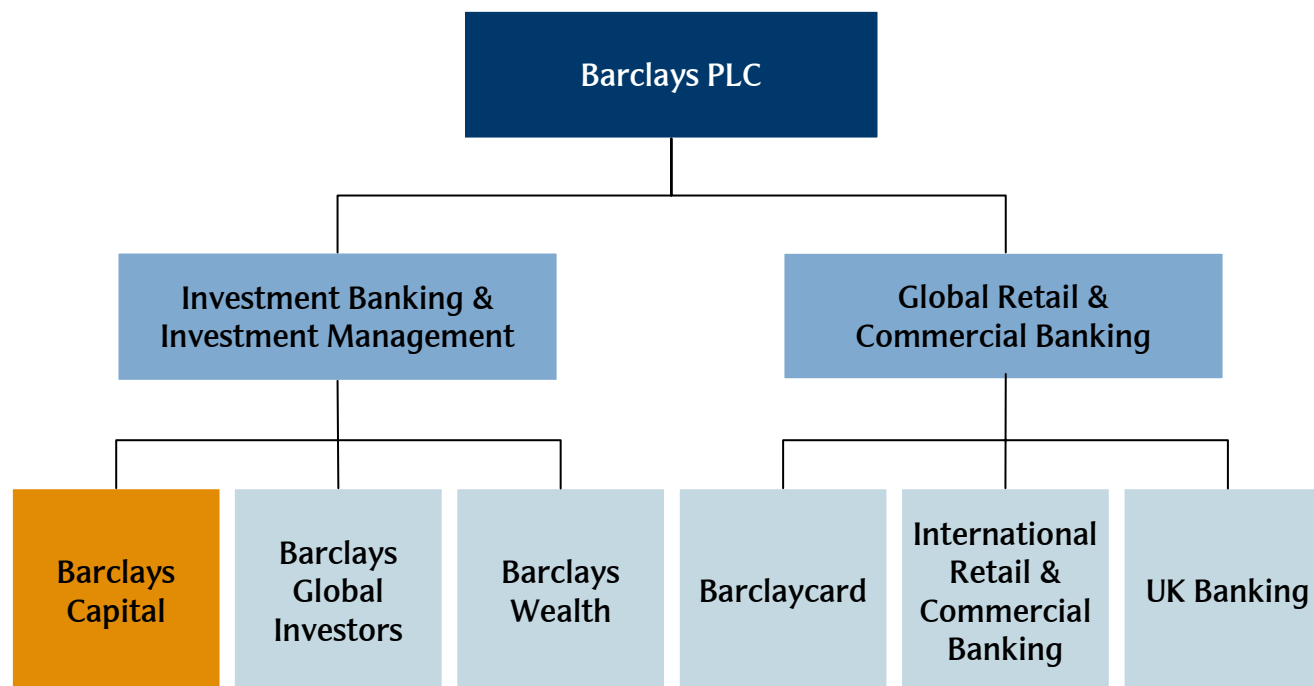 Barclays PLC
Investment Banking &
Investment Management
Global Retail &
Commercial Banking
Barclays
Capital
Barclays
Global
Investors
Barclays
Wealth
Barclaycard
International
Retail &
Commercial
Banking
UK Banking